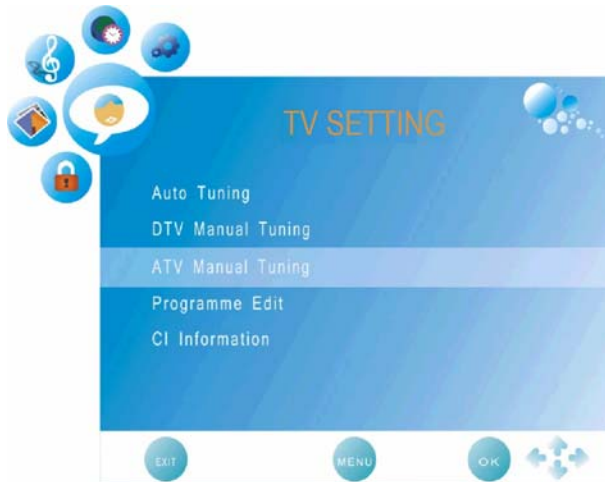 TV SETTING
Auto Tuning
DTV Manual Tuning
ATV Manual Tuning
Programme Edit
CI Information
EXIT
MENU
OK